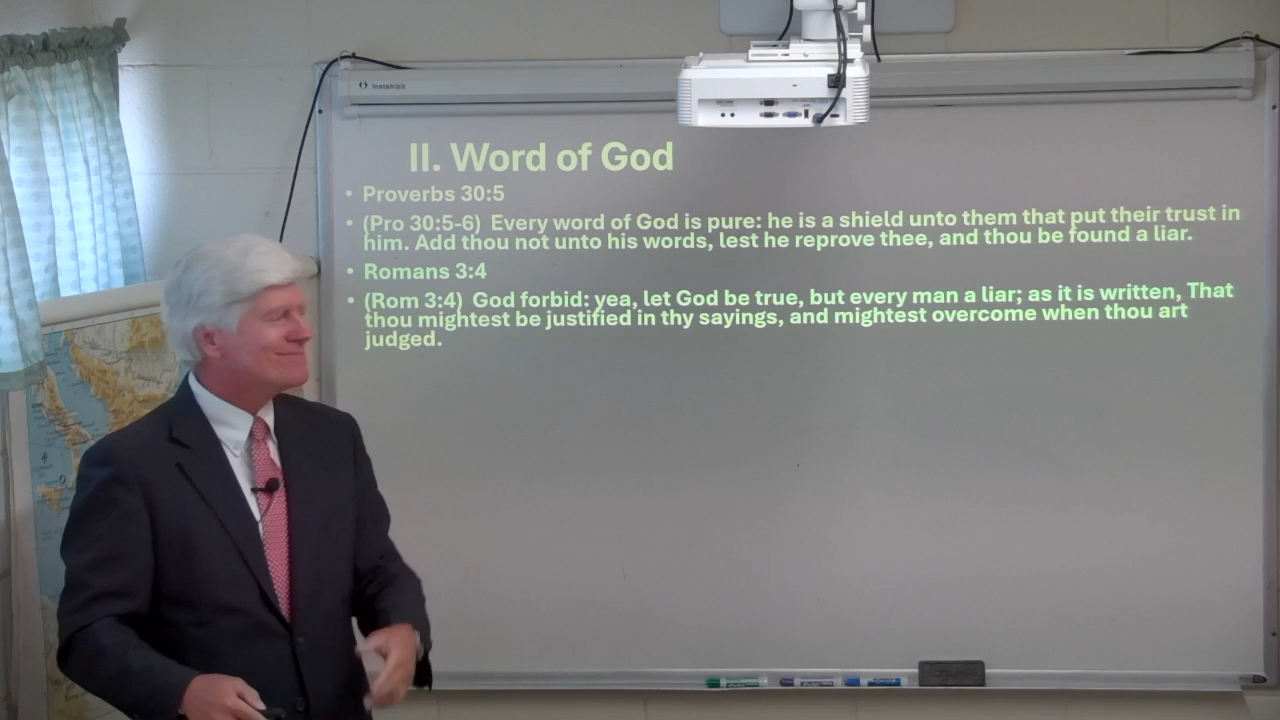 Instahibit
II. Word of God
• Proverbs 30:5
• (Pro 30:5-6) Every word of God is pure: he is a shield unto them that put their trust in
him. Add thou not unto his words, lest he reprove thee, and thou be found a liar.
• Romans 3:4
• (Rom 3:4) God forbid: yea, let God be true, but every man a liar; as it is written, That
thou mightest be justified in thy sayings, and mightest overcome when thou art
judged.